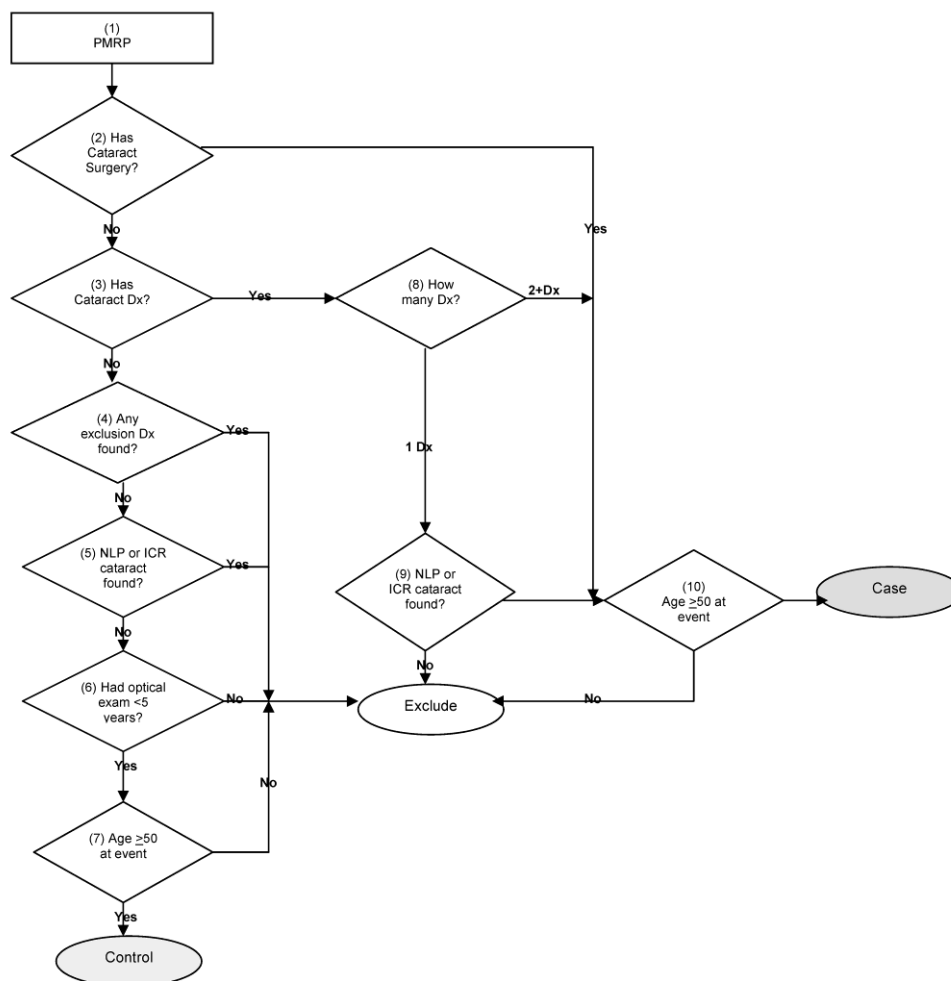 (1)
PMRP
(2) Has
Cataract
Surgery?
Yes
No
(3) Has
Cataract Dx?
Yes
(8) How
many Dx?
2+Dx
No
(4) Any
exclusion Dx
found?
Yes
1 Dx
No
(5) NLP or ICR
cataract
found?
Yes
(9) NLP or
ICR cataract
found?
(10)
Age >50 at
event
Case
No
No
(6) Had optical
exam <5
years?
No
Exclude
No
Yes
No
(7) Age >50
at event
Yes
Control